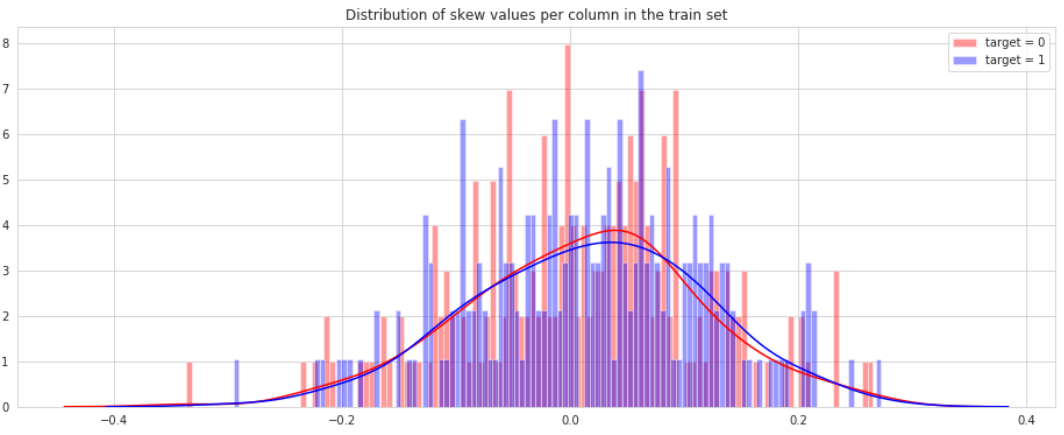 Distribution of skew values per column in the train set
target = 0
target = 1
8
7
6
5
4
3
2
1
0
−0.4 −0.2 0.0 0.2 0.4